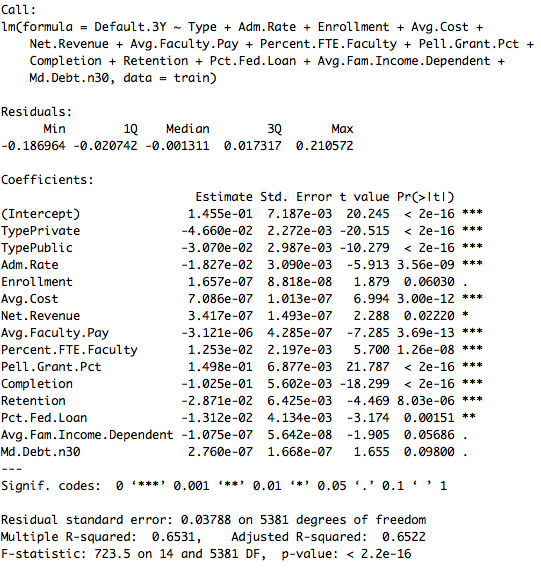 Call:
lm(formula = Default.3Y ~ Type + Adm.Rate + Enrollment + Avg.Cost +
    Net.Revenue + Avg.Faculty.Pay + Percent.FTE.Faculty + Pell.Grant.Pct +
    Completion + Retention + Pct.Fed.Loan + Avg.Fam.Income.Dependent +
    Md.Debt.n30, data = train)

Residuals:
      Min        1Q    Median        3Q       Max
-0.186964 -0.020742 -0.001311  0.017317  0.210572

Coefficients:
                           Estimate Std. Error t value Pr(>|t|)
(Intercept)               1.455e-01  7.187e-03  20.245  < 2e-16 ***
TypePrivate              -4.660e-02  2.272e-03 -20.515  < 2e-16 ***
TypePublic               -3.070e-02  2.987e-03 -10.279  < 2e-16 ***
Adm.Rate                 -1.827e-02  3.090e-03  -5.913 3.56e-09 ***
Enrollment                1.657e-07  8.818e-08   1.879  0.06030 .
Avg.Cost                  7.086e-07  1.013e-07   6.994 3.00e-12 ***
Net.Revenue               3.417e-07  1.493e-07   2.288  0.02220 *
Avg.Faculty.Pay          -3.121e-06  4.285e-07  -7.285 3.69e-13 ***
Percent.FTE.Faculty       1.253e-02  2.197e-03   5.700 1.26e-08 ***
Pell.Grant.Pct            1.498e-01  6.877e-03  21.787  < 2e-16 ***
Completion               -1.025e-01  5.602e-03 -18.299  < 2e-16 ***
Retention                -2.871e-02  6.425e-03  -4.469 8.03e-06 ***
Pct.Fed.Loan             -1.312e-02  4.134e-03  -3.174  0.00151 **
Avg.Fam.Income.Dependent -1.075e-07  5.642e-08  -1.905  0.05686 .
Md.Debt.n30               2.760e-07  1.668e-07   1.655  0.09800 .
---
Signif. codes:  0 ‘***’ 0.001 ‘**’ 0.01 ‘*’ 0.05 ‘.’ 0.1 ‘ ’ 1

Residual standard error: 0.03788 on 5381 degrees of freedom
Multiple R-squared:  0.6531,    Adjusted R-squared:  0.6522
F-statistic: 723.5 on 14 and 5381 DF,  p-value: < 2.2e-16